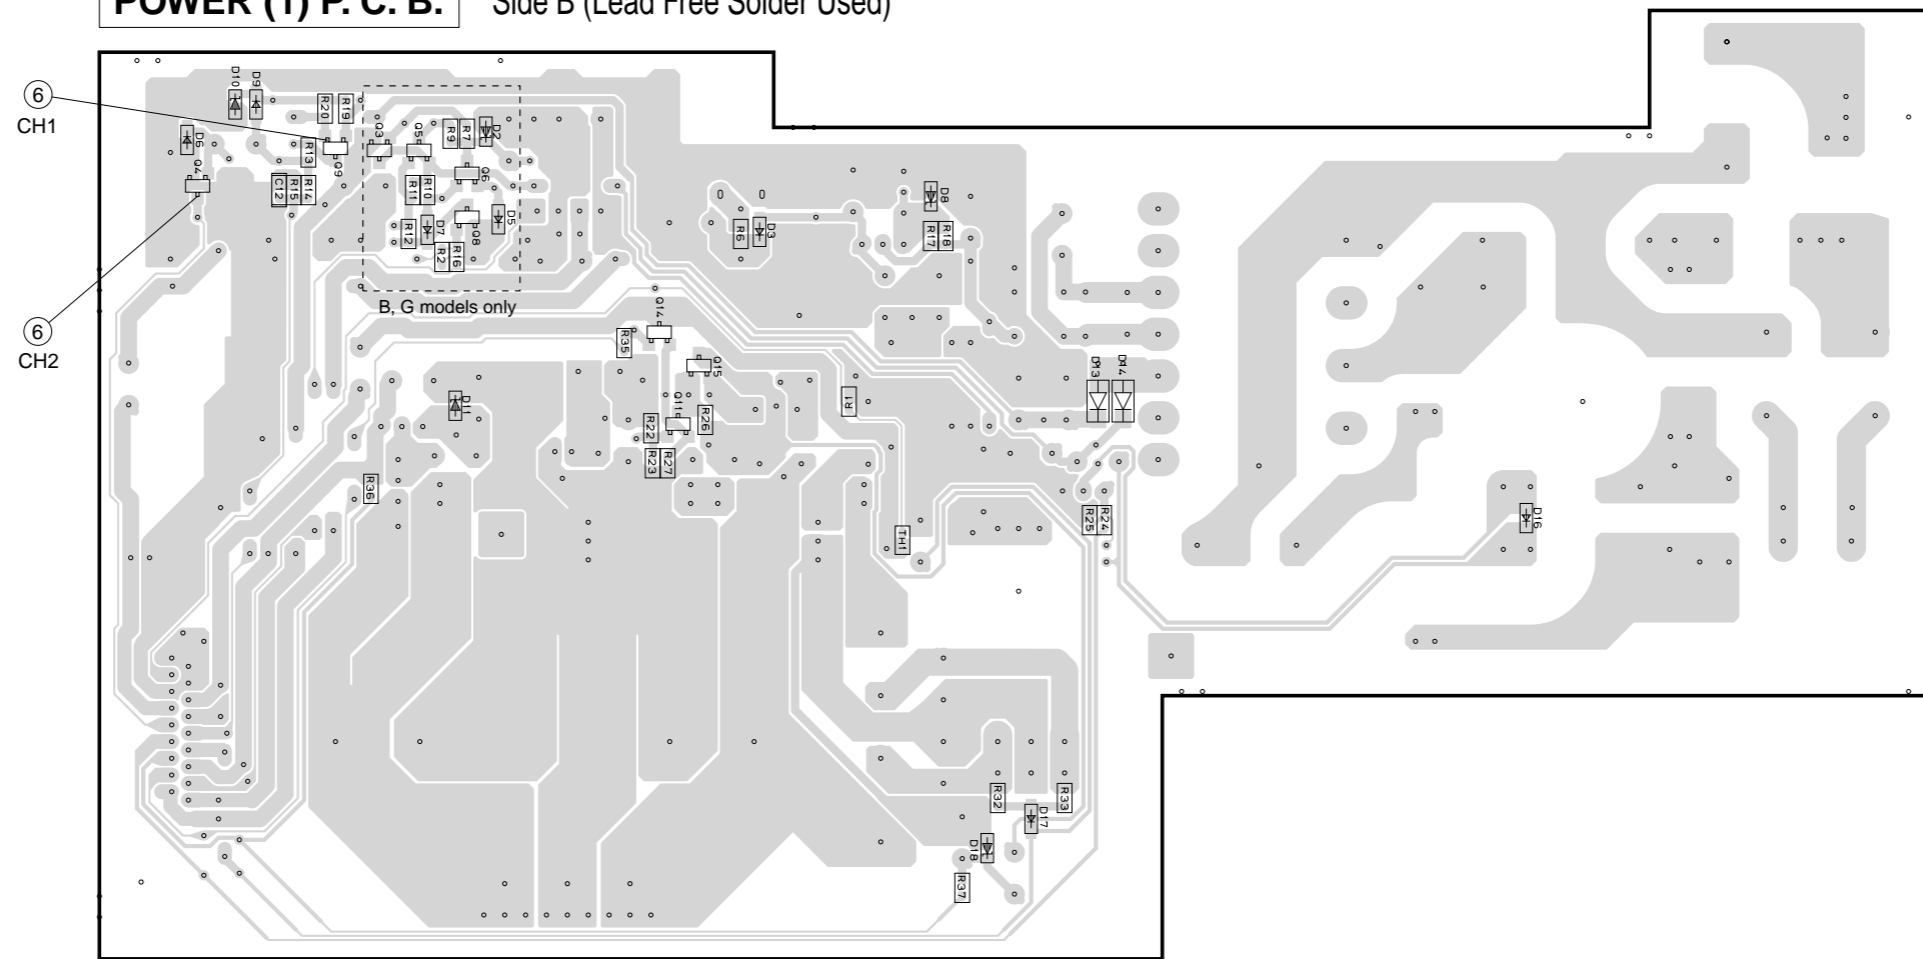 POWER (1) P. C. B.
Side B (Lead Free Solder Used)
6
CH1
6
CH2
D10
D9
R20
R19
D6
Q4
R13
Q9
C12
R15
R14
Q3
Q5
R9
R7
D2
Q6
R11
R10
R12
D7
Q8
D5
R2
R16
B, G models only
R6
D3
D8
R17
R18
Q14
R35
Q15
D11
Q11
R22
R26
R23
R27
R36
R1
TH1
D13
D14
R25
R24
D16
R32
D17
R33
D18
R37